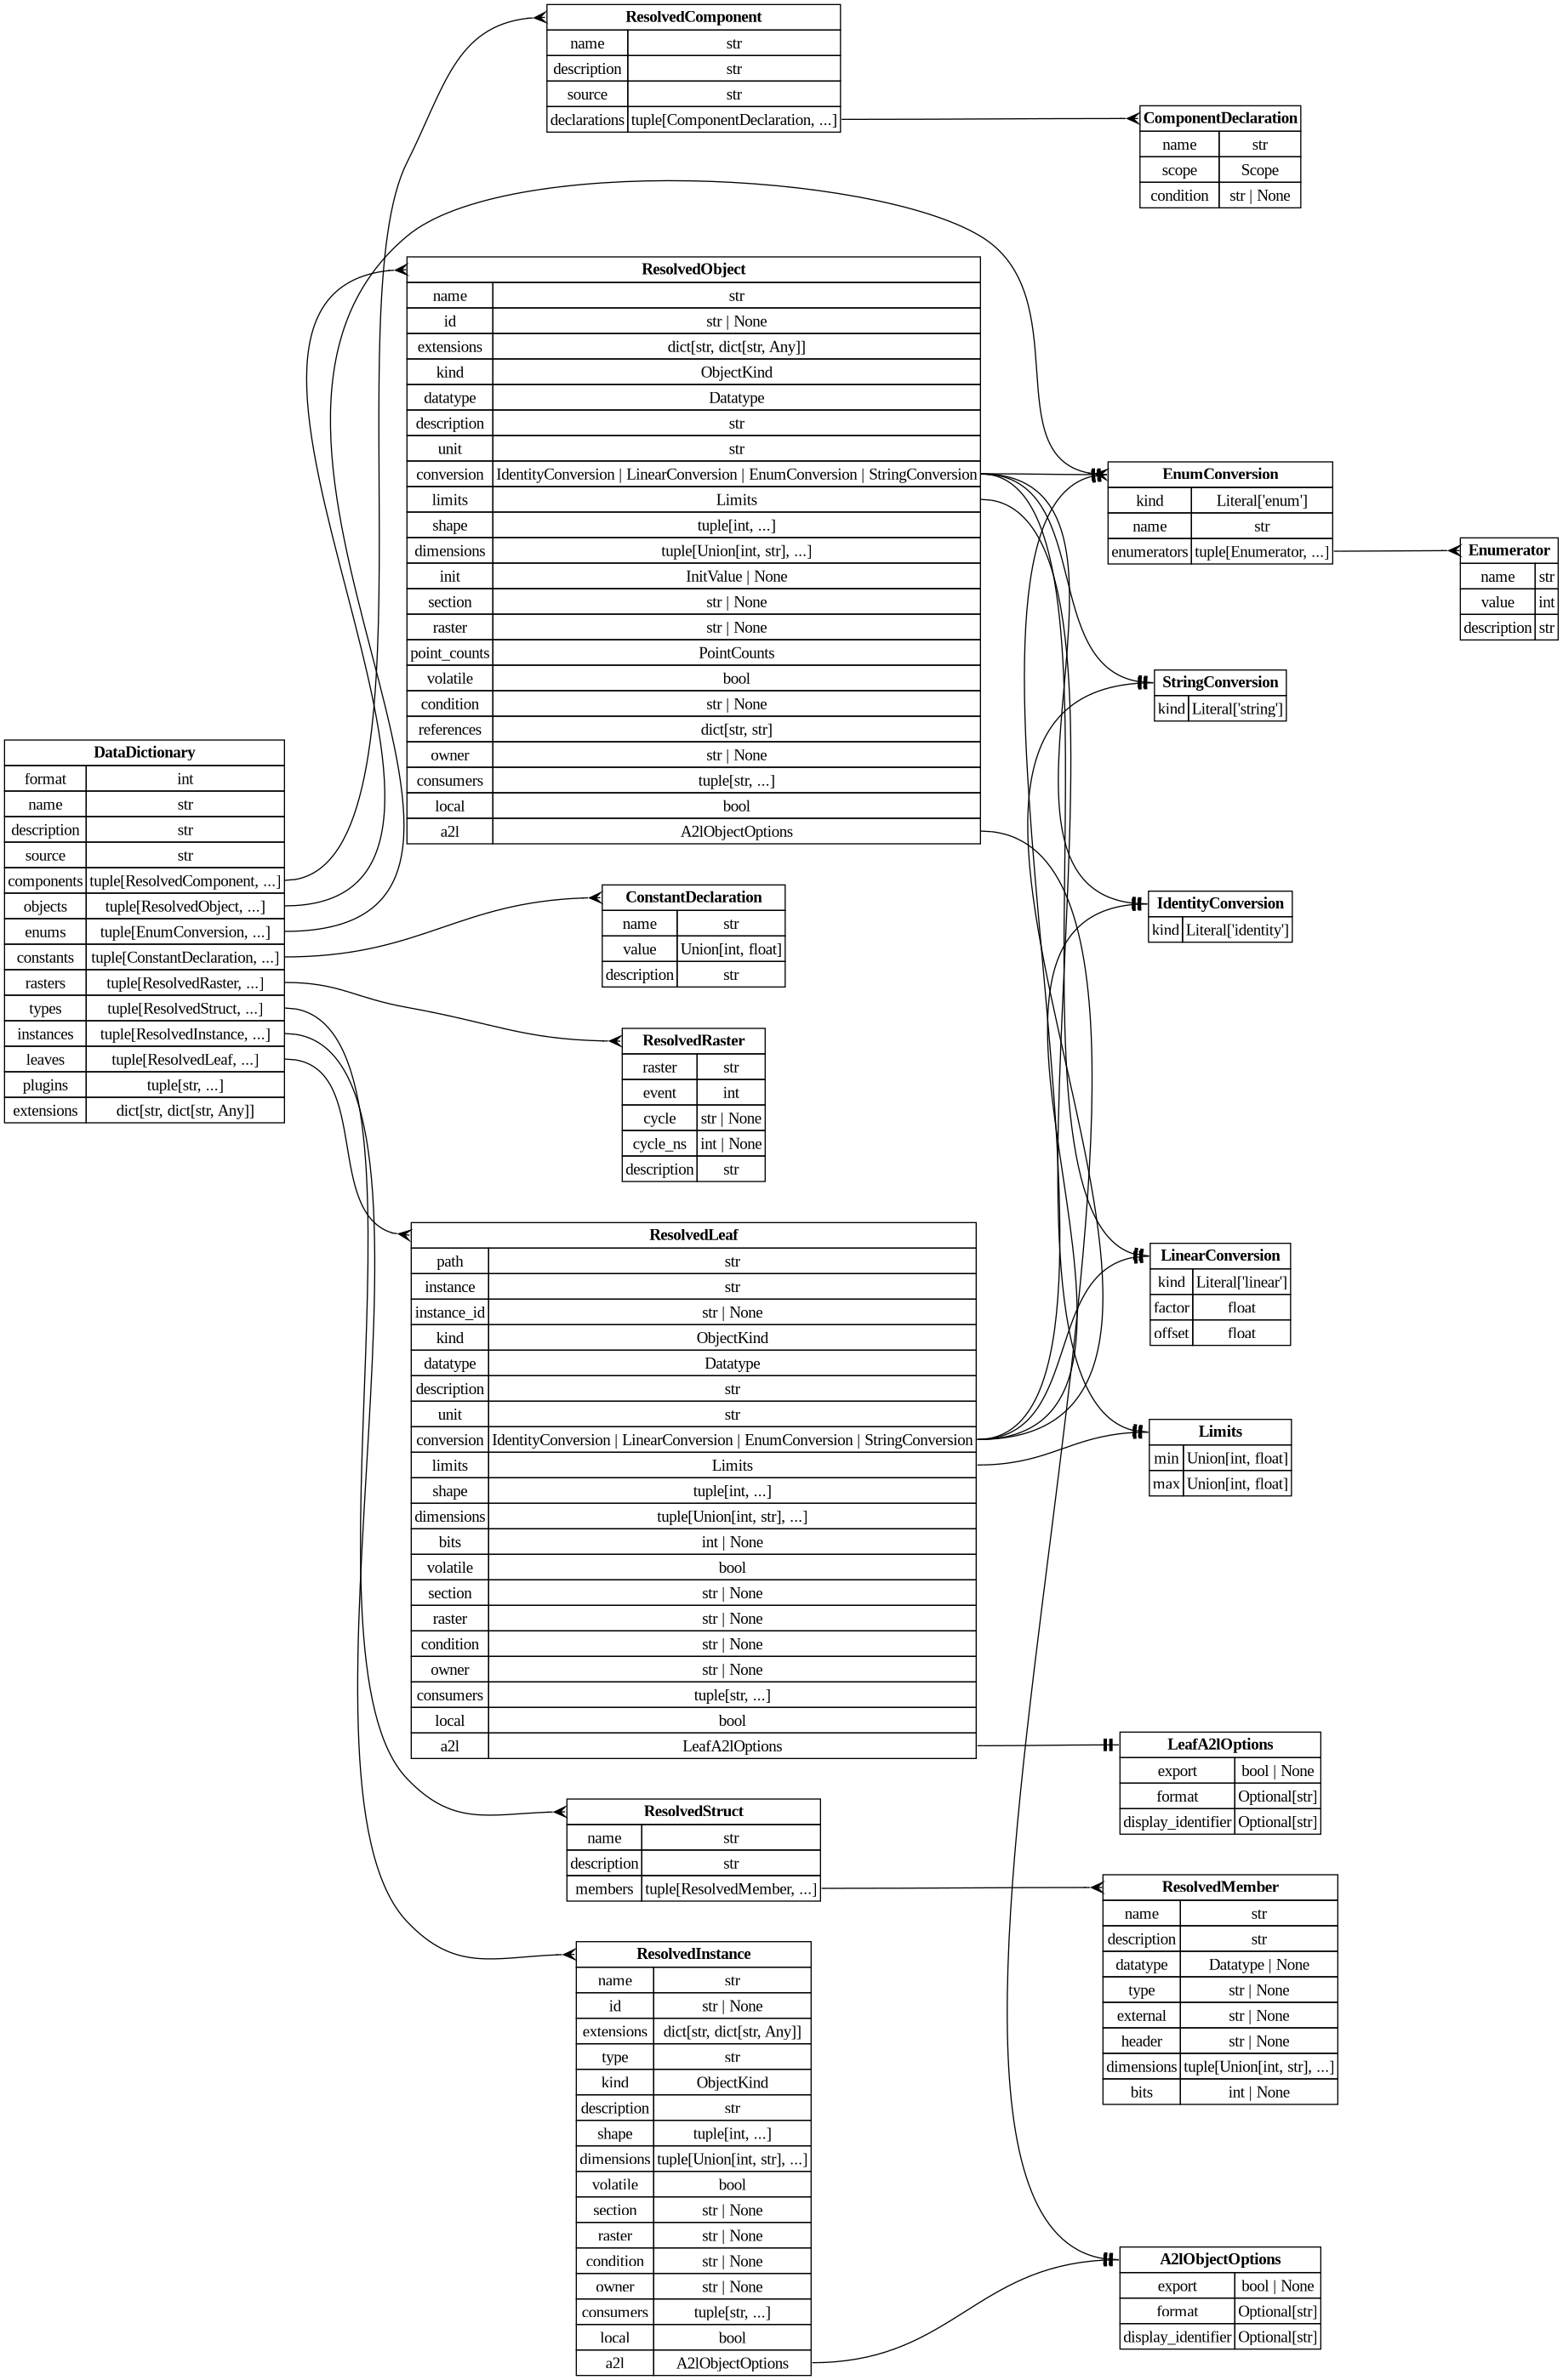 ResolvedComponent
name str
description str
source str
declarations tuple[ComponentDeclaration, ...]
ComponentDeclaration
name str
scope Scope
condition str | None
ResolvedObject
name str
id str | None
extensions dict[str, dict[str, Any]]
kind ObjectKind
datatype Datatype
description str
unit str
conversion IdentityConversion | LinearConversion | EnumConversion | StringConversion
limits Limits
shape tuple[int, ...]
dimensions tuple[Union[int, str], ...]
init InitValue | None
section str | None
raster str | None
point_counts PointCounts
volatile bool
condition str | None
references dict[str, str]
owner str | None
consumers tuple[str, ...]
local bool
a2l A2lObjectOptions
EnumConversion
kind Literal['enum']
name str
enumerators tuple[Enumerator, ...]
Enumerator
name str
value int
description str
StringConversion
kind Literal['string']
DataDictionary
format int
name str
description str
source str
components tuple[ResolvedComponent, ...]
objects tuple[ResolvedObject, ...]
enums tuple[EnumConversion, ...]
constants tuple[ConstantDeclaration, ...]
rasters tuple[ResolvedRaster, ...]
types tuple[ResolvedStruct, ...]
instances tuple[ResolvedInstance, ...]
leaves tuple[ResolvedLeaf, ...]
plugins tuple[str, ...]
extensions dict[str, dict[str, Any]]
ConstantDeclaration
name str
value Union[int, float]
description str
IdentityConversion
kind Literal['identity']
ResolvedRaster
raster str
event int
cycle str | None
cycle_ns int | None
description str
ResolvedLeaf
path str
instance str
instance_id str | None
kind ObjectKind
datatype Datatype
description str
unit str
conversion IdentityConversion | LinearConversion | EnumConversion | StringConversion
limits Limits
shape tuple[int, ...]
dimensions tuple[Union[int, str], ...]
bits int | None
volatile bool
section str | None
raster str | None
condition str | None
owner str | None
consumers tuple[str, ...]
local bool
a2l LeafA2lOptions
LinearConversion
kind Literal['linear']
factor float
offset float
Limits
min Union[int, float]
max Union[int, float]
LeafA2lOptions
export bool | None
format Optional[str]
display_identifier Optional[str]
ResolvedStruct
name str
description str
members tuple[ResolvedMember, ...]
ResolvedMember
name str
description str
datatype Datatype | None
type str | None
external str | None
header str | None
dimensions tuple[Union[int, str], ...]
bits int | None
ResolvedInstance
name str
id str | None
extensions dict[str, dict[str, Any]]
type str
kind ObjectKind
description str
shape tuple[int, ...]
dimensions tuple[Union[int, str], ...]
volatile bool
section str | None
raster str | None
condition str | None
owner str | None
consumers tuple[str, ...]
local bool
a2l A2lObjectOptions
A2lObjectOptions
export bool | None
format Optional[str]
display_identifier Optional[str]